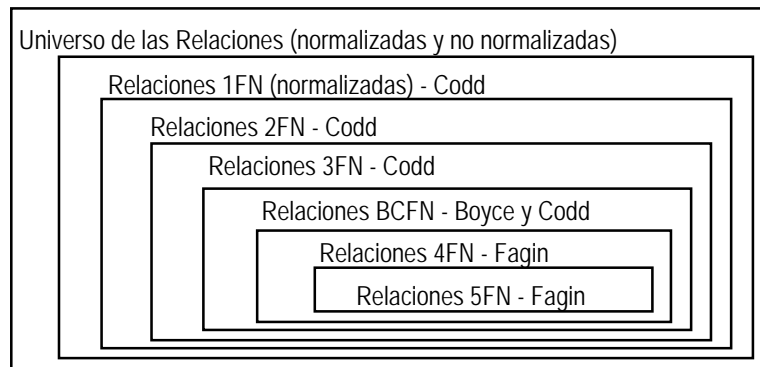 Universo de las Relaciones (normalizadas y no normalizadas)
Relaciones 1FN (normalizadas) - Codd
Relaciones 2FN - Codd
Relaciones 3FN - Codd
Relaciones BCFN - Boyce y Codd
Relaciones 4FN - Fagin
Relaciones 5FN - Fagin